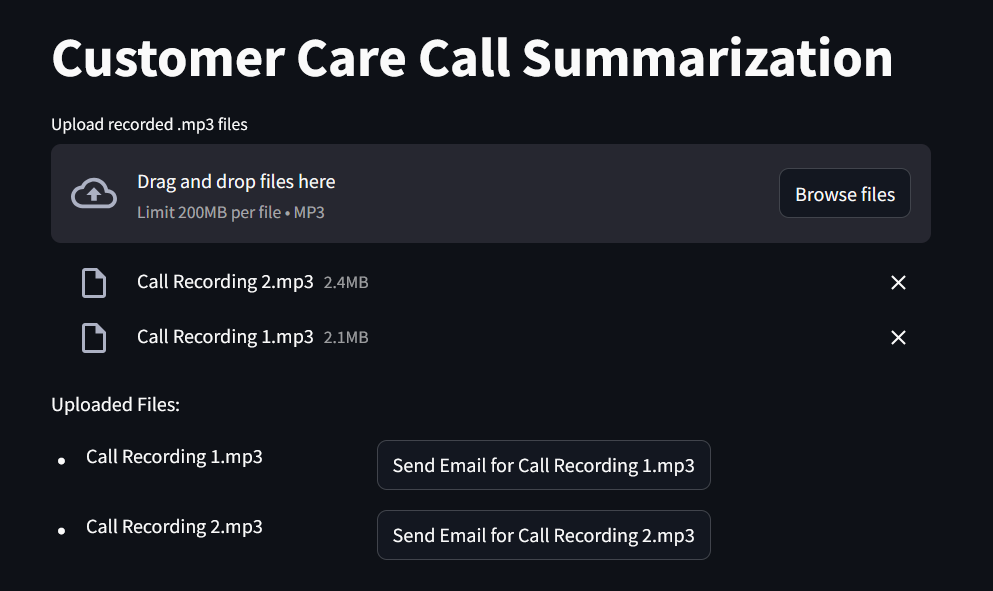 Customer Care Call Summarization
Upload recorded .mp3 files
Drag and drop files here
Limit 200MB per file • MP3
Browse files
Call Recording 2.mp3 2.4MB
Call Recording 1.mp3 2.1MB
Uploaded Files:
• Call Recording 1.mp3
Send Email for Call Recording 1.mp3
• Call Recording 2.mp3
Send Email for Call Recording 2.mp3